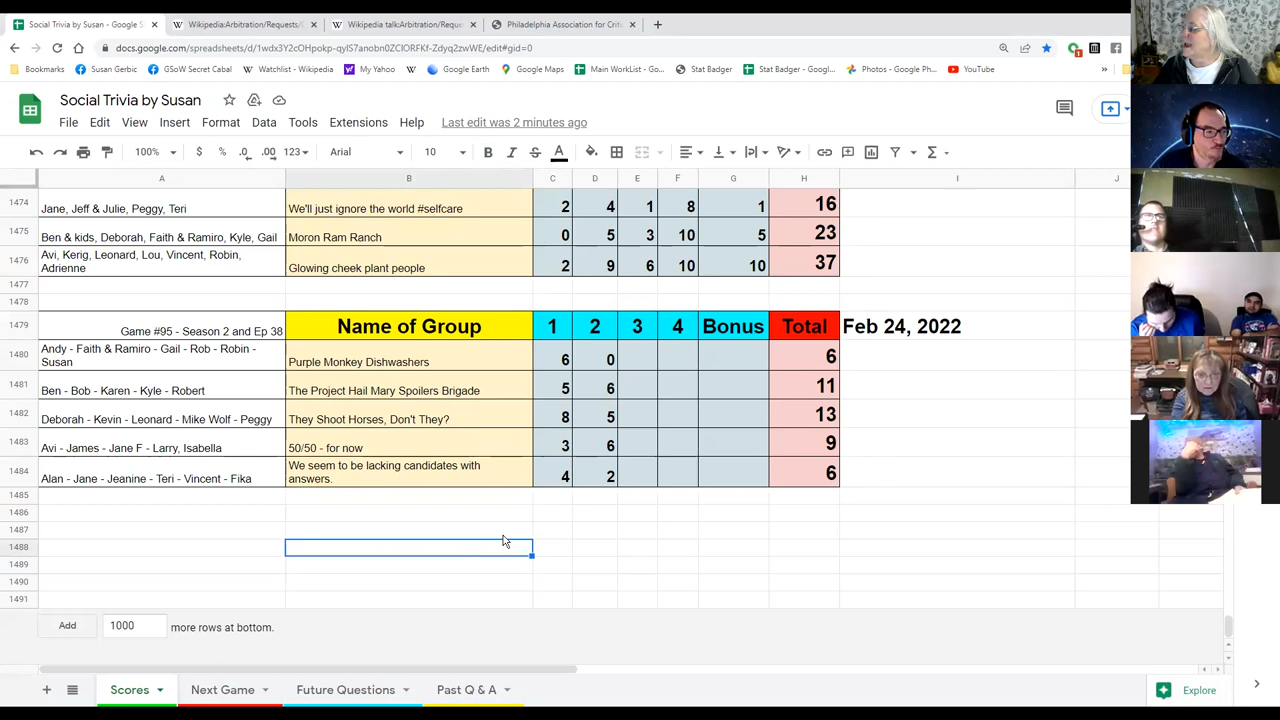 Social Trivia by Susan - Google S
Wikipedia:Arbitration/Requests/
Wikipedia talk:Arbitration/Reque
Philadelphia Association for Critic
docs.google.com/spreadsheets/d/1wdx3Y2cOHpokp-qyIS7anobn0ZClORFKf-Zdyq2zwWE/edit#gid=0
Bookmarks Susan Gerbic GSoW Secret Cabal Watchlist - Wikipedia My Yahoo Google Earth Google Maps Main WorkList - Go... Stat Badger Stat Badger - Googl... Photos - Google Ph... YouTube
Social Trivia by Susan
File Edit View Insert Format Data Tools Extensions Help Last edit was 2 minutes ago
100% $ % .0 .00 123 Arial 10 B I S A
A B C D E F G H I J
1474 Jane, Jeff & Julie, Peggy, Teri We'll just ignore the world #selfcare 2 4 1 8 1 16
1475 Ben & kids, Deborah, Faith & Ramiro, Kyle, Gail Moron Ram Ranch 0 5 3 10 5 23
Avi, Kerig, Leonard, Lou, Vincent, Robin,
1476 Adrienne Glowing cheek plant people 2 9 6 10 10 37
1477
1478
1479 Game #95 - Season 2 and Ep 38 Name of Group 1 2 3 4 Bonus Total Feb 24, 2022
Andy - Faith & Ramiro - Gail - Rob - Robin -
1480 Susan Purple Monkey Dishwashers 6 0 6
1481 Ben - Bob - Karen - Kyle - Robert The Project Hail Mary Spoilers Brigade 5 6 11
1482 Deborah - Kevin - Leonard - Mike Wolf - Peggy They Shoot Horses, Don't They? 8 5 13
1483 Avi - James - Jane F - Larry, Isabella 50/50 - for now 3 6 9
We seem to be lacking candidates with
1484 Alan - Jane - Jeanine - Teri - Vincent - Fika answers. 4 2 6
1485
1486
1487
1488
1489
1490
1491
Add 1000 more rows at bottom.
Scores Next Game Future Questions Past Q & A Explore